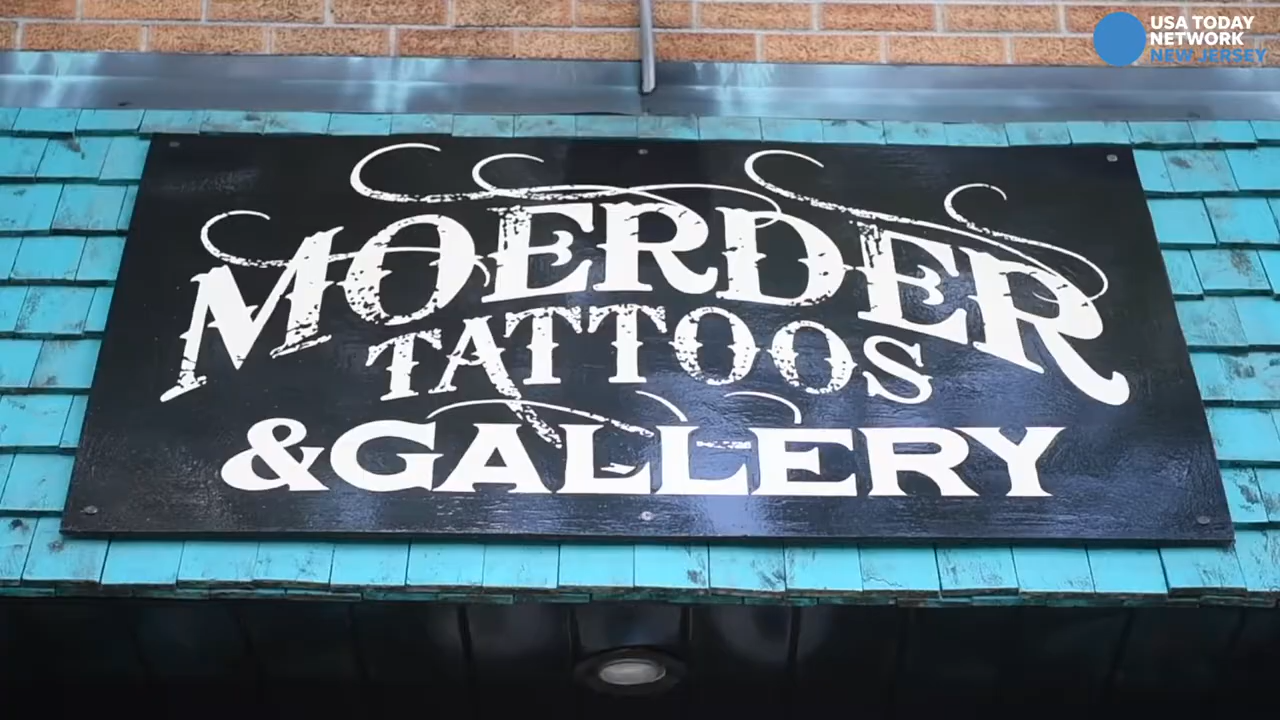 USA TODAY
NETWORK
NEW JERSEY
MOERDER
TATTOOS
&GALLERY